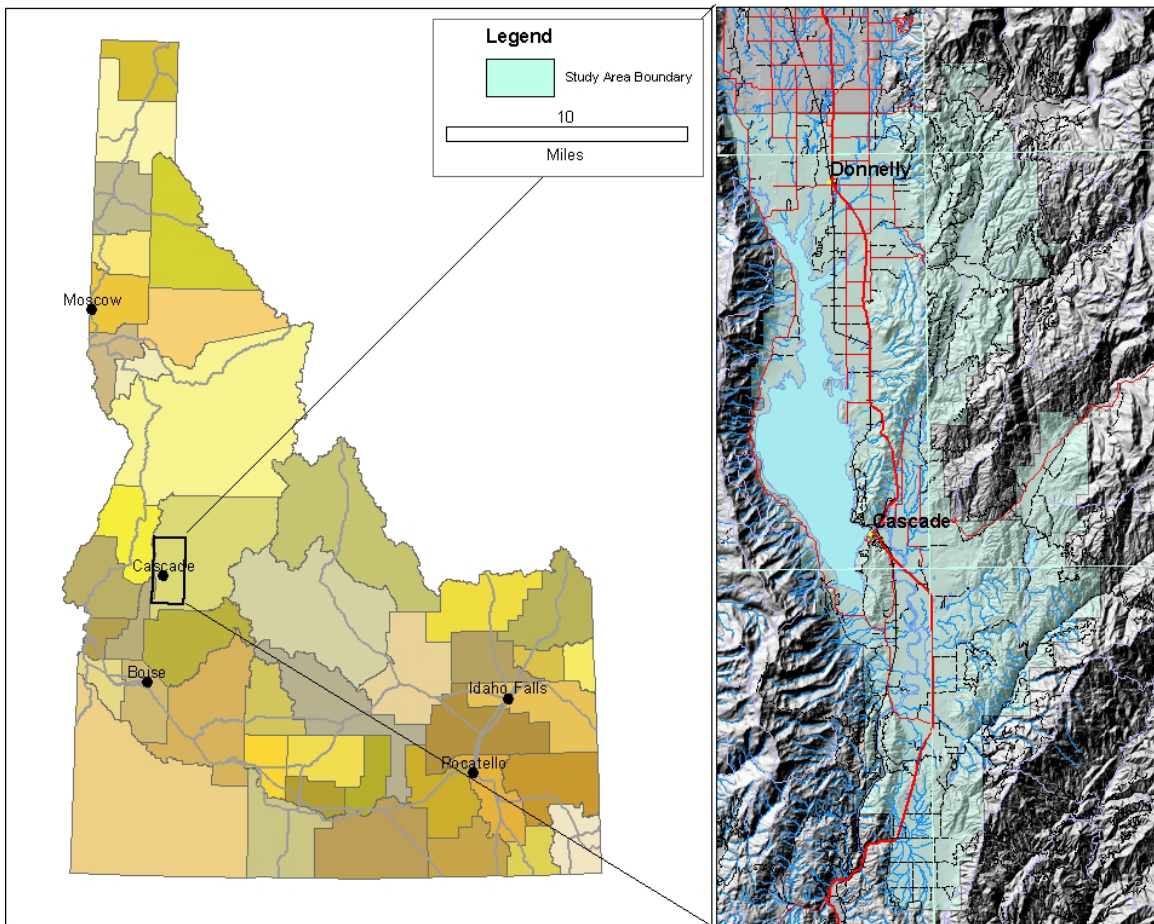 Legend
Study Area Boundary
10
Miles
Moscow
Cascade
Boise
Idaho Falls
Pocatello
Donnelly
Cascade